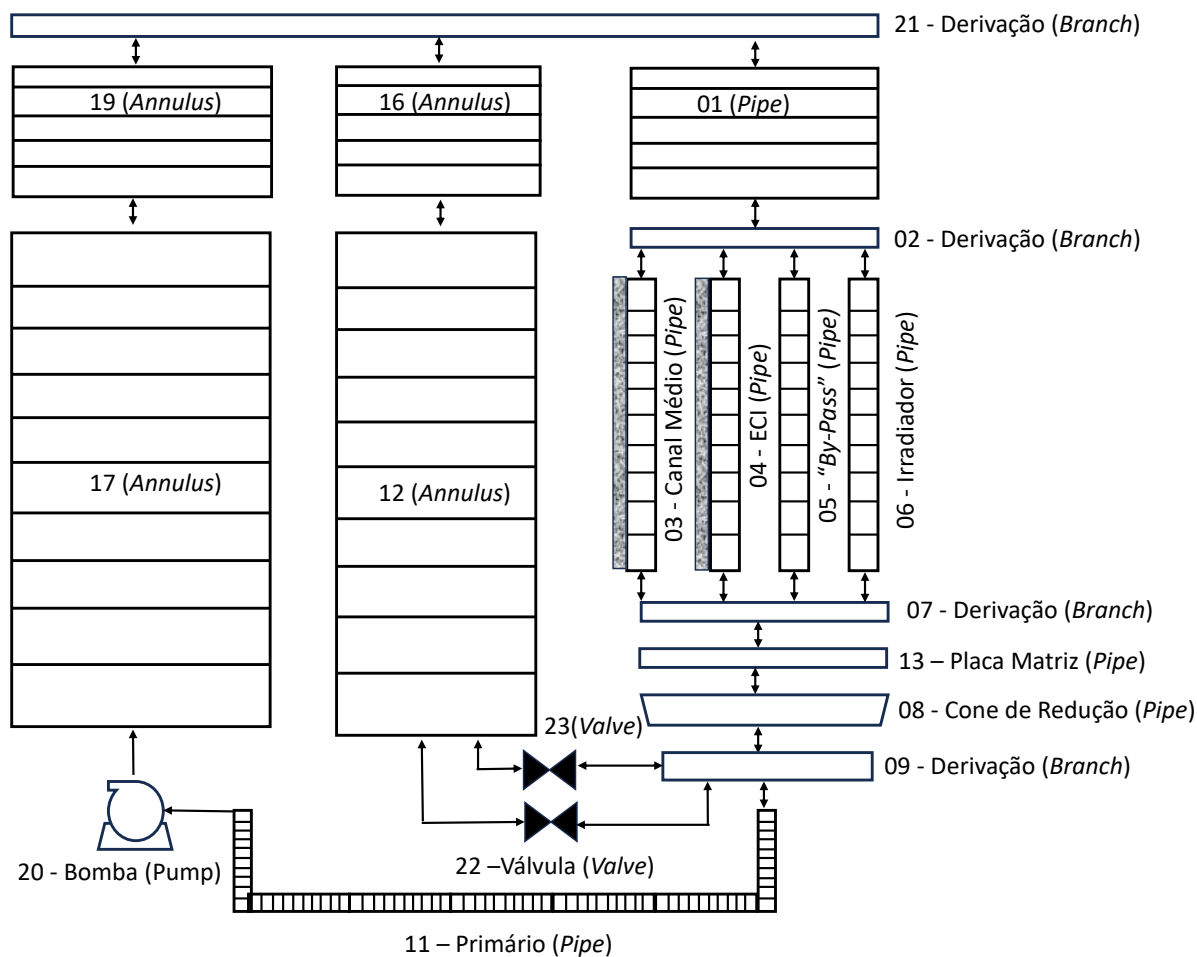 21 - Derivação (Branch)
19 (Annulus)
16 (Annulus)
01 (Pipe)
02 - Derivação (Branch)
03 - Canal Médio (Pipe)
04 - ECI (Pipe)
05 - “By-Pass” (Pipe)
06 - Irradiador (Pipe)
17 (Annulus)
12 (Annulus)
07 - Derivação (Branch)
13 – Placa Matriz (Pipe)
08 - Cone de Redução (Pipe)
23(Valve)
09 - Derivação (Branch)
20 - Bomba (Pump)
22 –Válvula (Valve)
11 – Primário (Pipe)